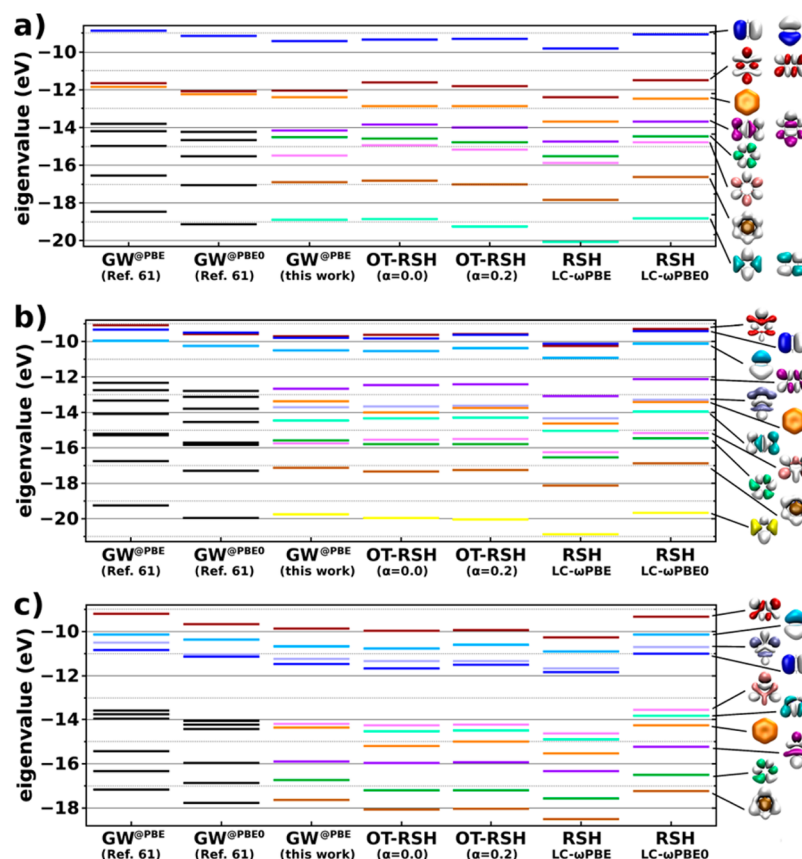 a)
eigenvalue (eV)
−10
−12
−14
−16
−18
−20
GW@PBE GW@PBE0 GW@PBE OT-RSH OT-RSH RSH RSH
(Ref. 61) (Ref. 61) (this work) (α=0.0) (α=0.2) LC-ωPBE LC-ωPBE0
b)
eigenvalue (eV)
−10
−12
−14
−16
−18
−20
GW@PBE GW@PBE0 GW@PBE OT-RSH OT-RSH RSH RSH
(Ref. 61) (Ref. 61) (this work) (α=0.0) (α=0.2) LC-ωPBE LC-ωPBE0
c)
eigenvalue (eV)
−10
−12
−14
−16
−18
GW@PBE GW@PBE0 GW@PBE OT-RSH OT-RSH RSH RSH
(Ref. 61) (Ref. 61) (this work) (α=0.0) (α=0.2) LC-ωPBE LC-ωPBE0